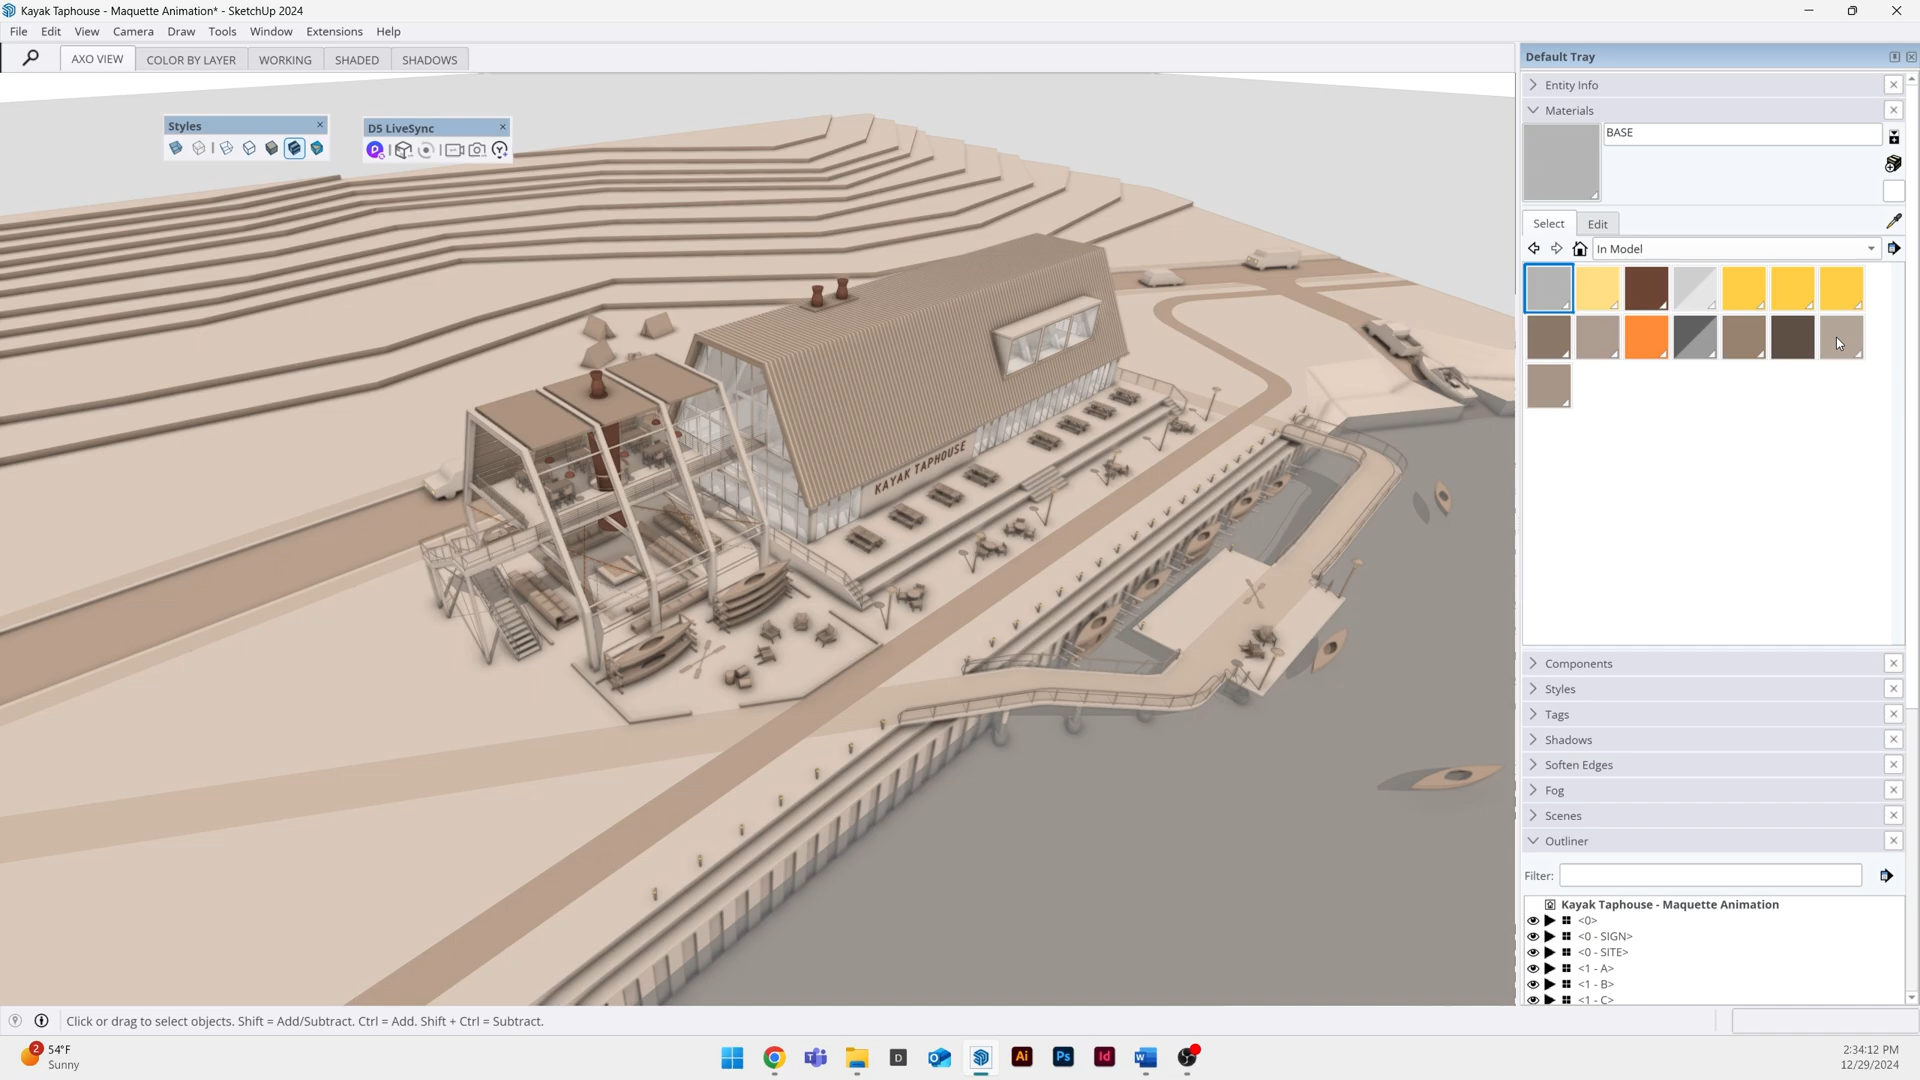 Kayak Taphouse - Maquette Animation* - SketchUp 2024
File Edit View Camera Draw Tools Window Extensions Help
AXO VIEW COLOR BY LAYER WORKING SHADED SHADOWS
Default Tray
Entity Info
Materials
BASE
Select Edit
In Model
Styles
D5 LiveSync
KAYAK TAPHOUSE
Components
Styles
Tags
Shadows
Soften Edges
Fog
Scenes
Outliner
Filter:
Kayak Taphouse - Maquette Animation
<0>
<0 - SIGN>
<0 - SITE>
<1 - A>
<1 - B>
<1 - C>
Click or drag to select objects. Shift = Add/Subtract. Ctrl = Add. Shift + Ctrl = Subtract.
2
54°F
Sunny
D
Ai
Ps
Id
W
2:34:12 PM
12/29/2024